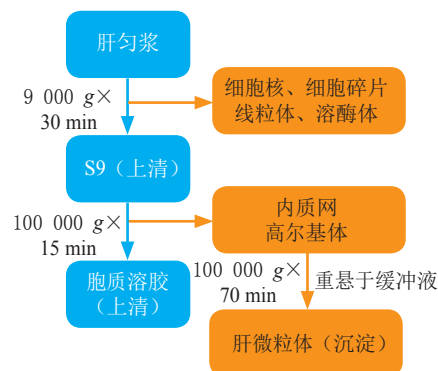 肝匀浆
9 000 g×
30 min
细胞核、细胞碎片
线粒体、溶酶体
S9（上清）
100 000 g×
15 min
内质网
高尔基体
胞质溶胶
（上清）
100 000 g×
70 min
重悬于缓冲液
肝微粒体（沉淀）